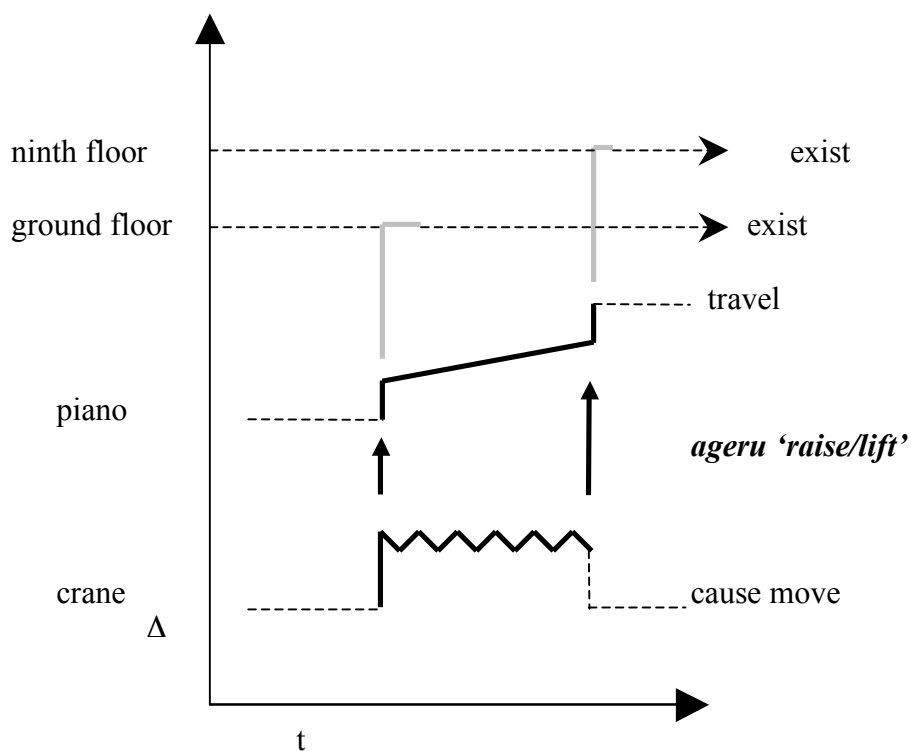 ninth floor
exist
ground floor
exist
travel
piano
ageru ‘raise/lift’
crane
cause move
Δ
t